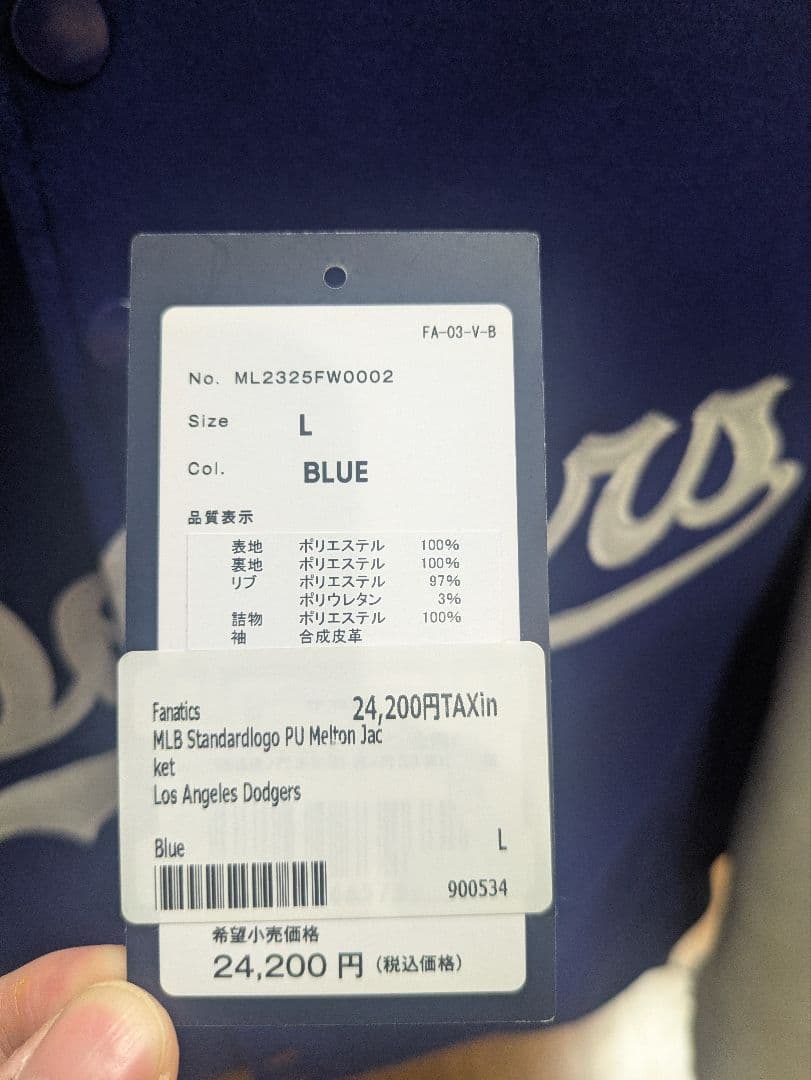 FA-03-V-B
No. ML2325FW0002
Size L
Col. BLUE
品質表示
表地 ポリエステル 100%
裏地 ポリエステル 100%
リブ ポリエステル 97%
ポリウレタン 3%
詰物 ポリエステル 100%
袖 合成皮革
Fanatics 24,200円TAXin
MLB Standardlogo PU Melton Jac
ket
Los Angeles Dodgers
Blue L
900534
希望小売価格
24,200 円 (税込価格)